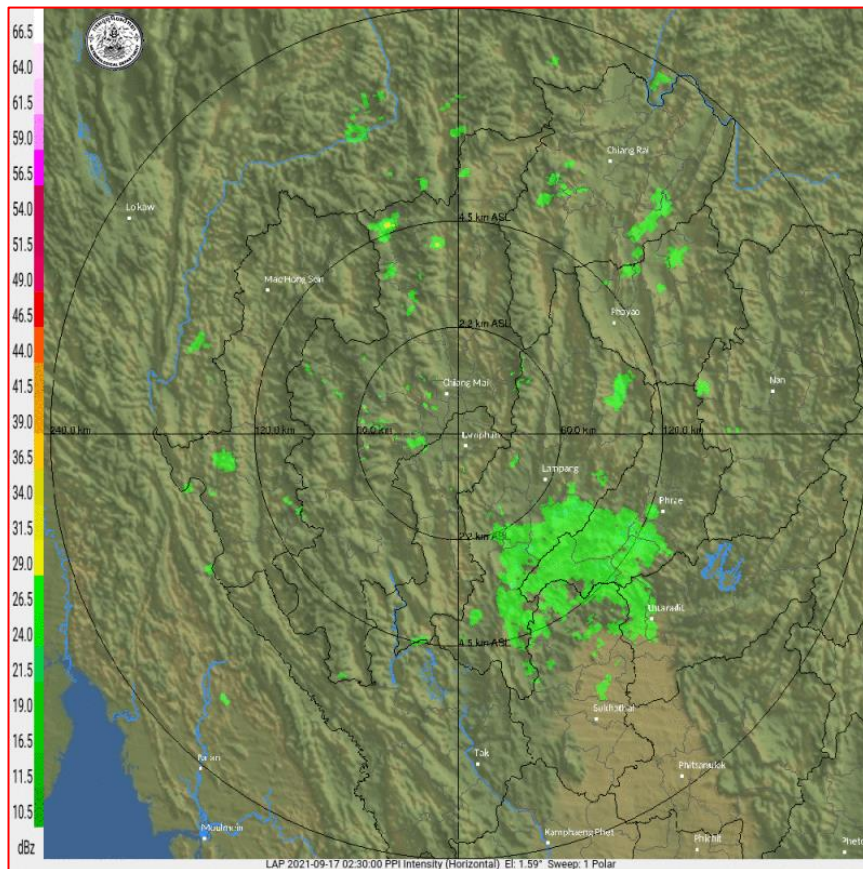 66.5
64.0
61.5
59.0
56.5
54.0
51.5
49.0
46.5
44.0
41.5
39.0
36.5
34.0
31.5
29.0
26.5
24.0
21.5
19.0
16.5
11.5
10.5
dBz
Chiang Rai
Loikaw
4.5 km ASL
Mae Hong Son
Phayao
2.2 km ASL
Chiang Mai
Nan
240.0 km
120.0 km
60.0 km
60.0 km
120.0 km
Lamphun
Lampang
Phrae
2.2 km ASL
Utaradit
4.5 km ASL
Sukhothai
Tak
Pa'an
Phitsanulok
Moulmein
Kamphaeng Phet
Phichit
Phetc
LAP 2021-09-17 02:30:00 PPI Intensity (Horizontal) El: 1.59° Sweep: 1 Polar